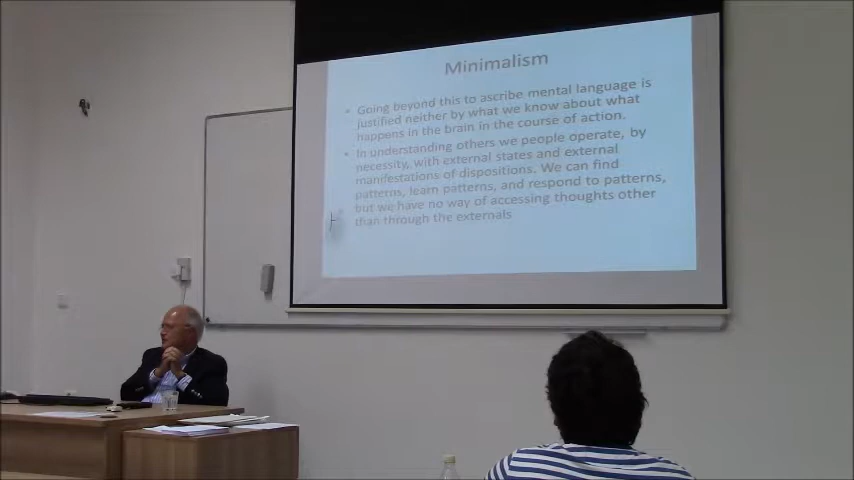 Minimalism
• Going beyond this to ascribe mental language is
justified neither by what we know about what
happens in the brain in the course of action.
• In understanding others we people operate, by
necessity, with external states and external
manifestations of dispositions. We can find
patterns, learn patterns, and respond to patterns,
but we have no way of accessing thoughts other
than through the externals